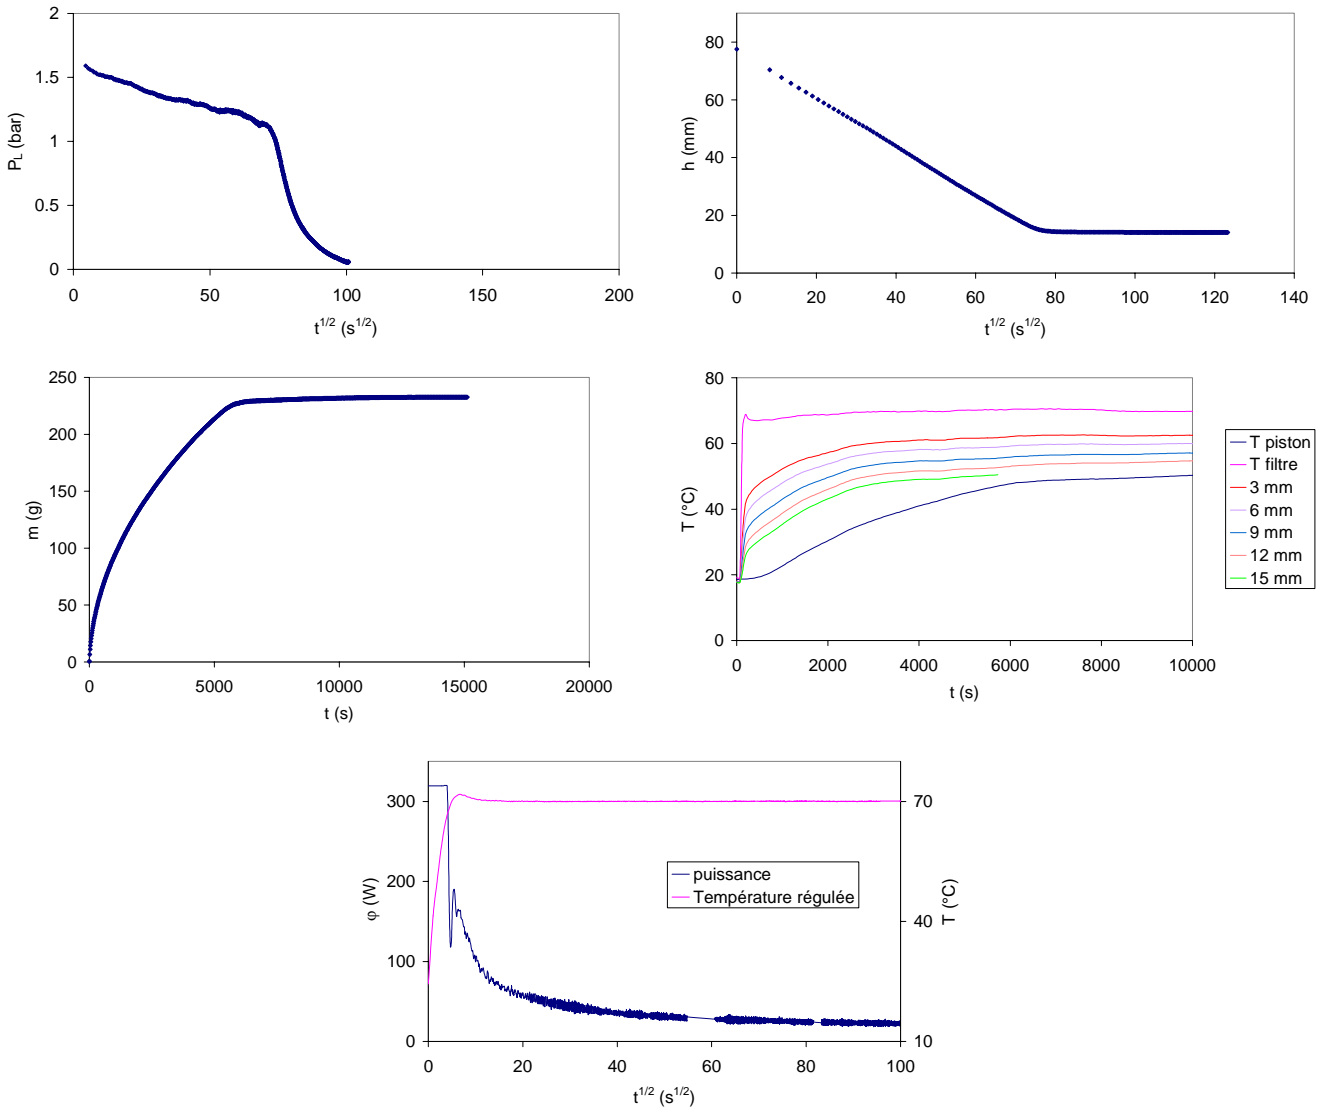 2
1.5
1
0.5
0
PL (bar)
0 50 100 150 200
t1/2 (s1/2)
80
60
40
20
0
h (mm)
0 20 40 60 80 100 120 140
t1/2 (s1/2)
250
200
150
100
50
0
m (g)
0 5000 10000 15000 20000
t (s)
80
60
40
20
0
T (°C)
0 2000 4000 6000 8000 10000
t (s)
T piston
T filtre
3 mm
6 mm
9 mm
12 mm
15 mm
300
200
100
0
φ (W)
puissance
Température régulée
70
40
10
T (°C)
0 20 40 60 80 100
t1/2 (s1/2)